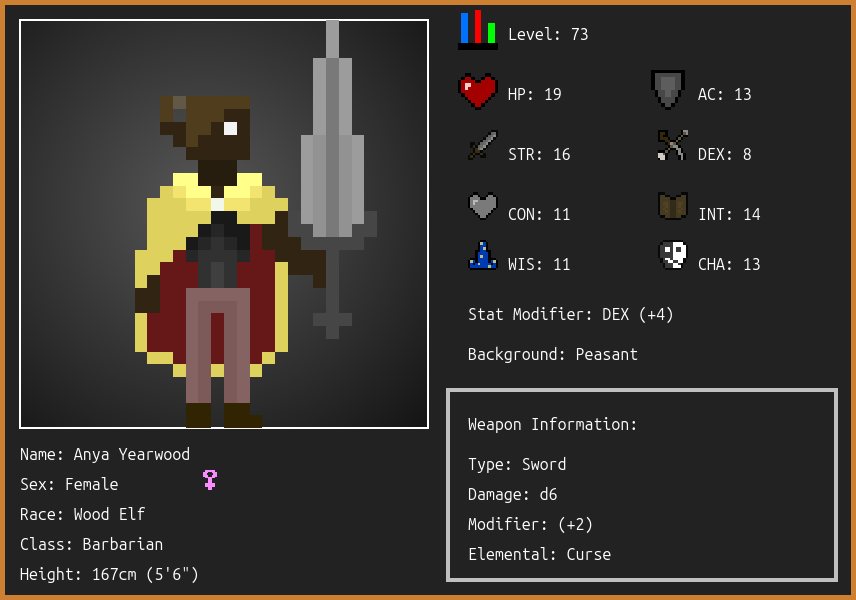 Level: 73
HP: 19
AC: 13
STR: 16
DEX: 8
CON: 11
INT: 14
WIS: 11
CHA: 13
Stat Modifier: DEX (+4)
Background: Peasant
Weapon Information:
Type: Sword
Damage: d6
Modifier: (+2)
Elemental: Curse
Name: Anya Yearwood
Sex: Female
Race: Wood Elf
Class: Barbarian
Height: 167cm (5'6")